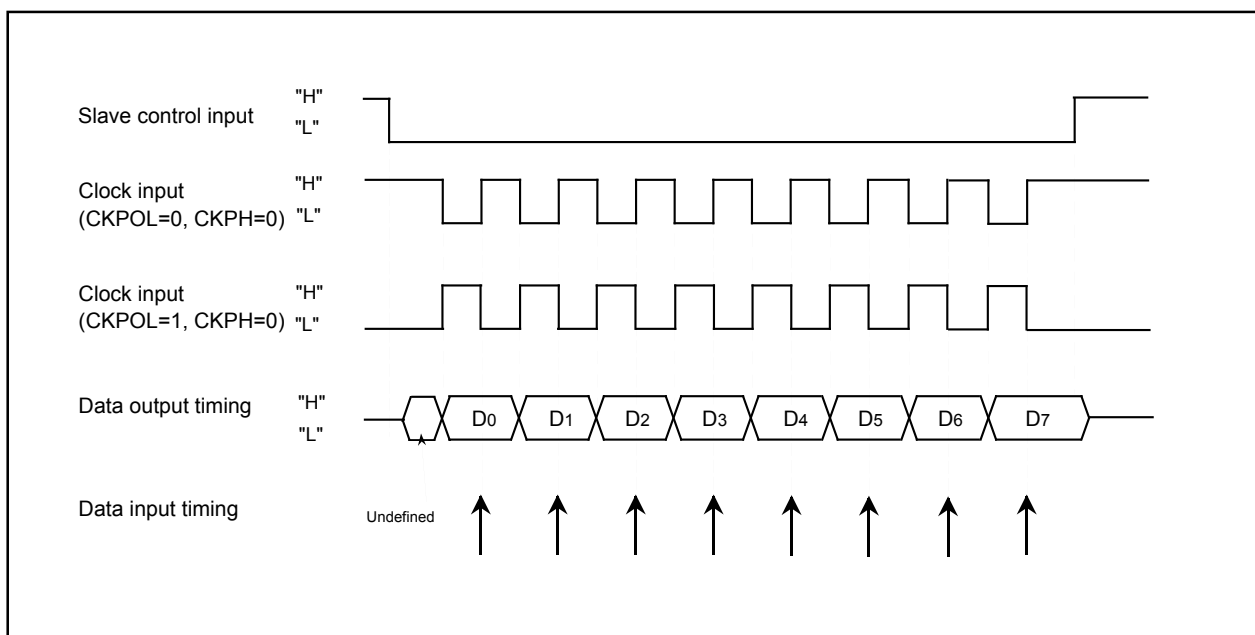 Slave control input
"H"
"L"
Clock input
(CKPOL=0, CKPH=0)
"H"
"L"
Clock input
(CKPOL=1, CKPH=0)
"H"
"L"
Data output timing
"H"
"L"
D0 D1 D2 D3 D4 D5 D6 D7
Data input timing
Undefined